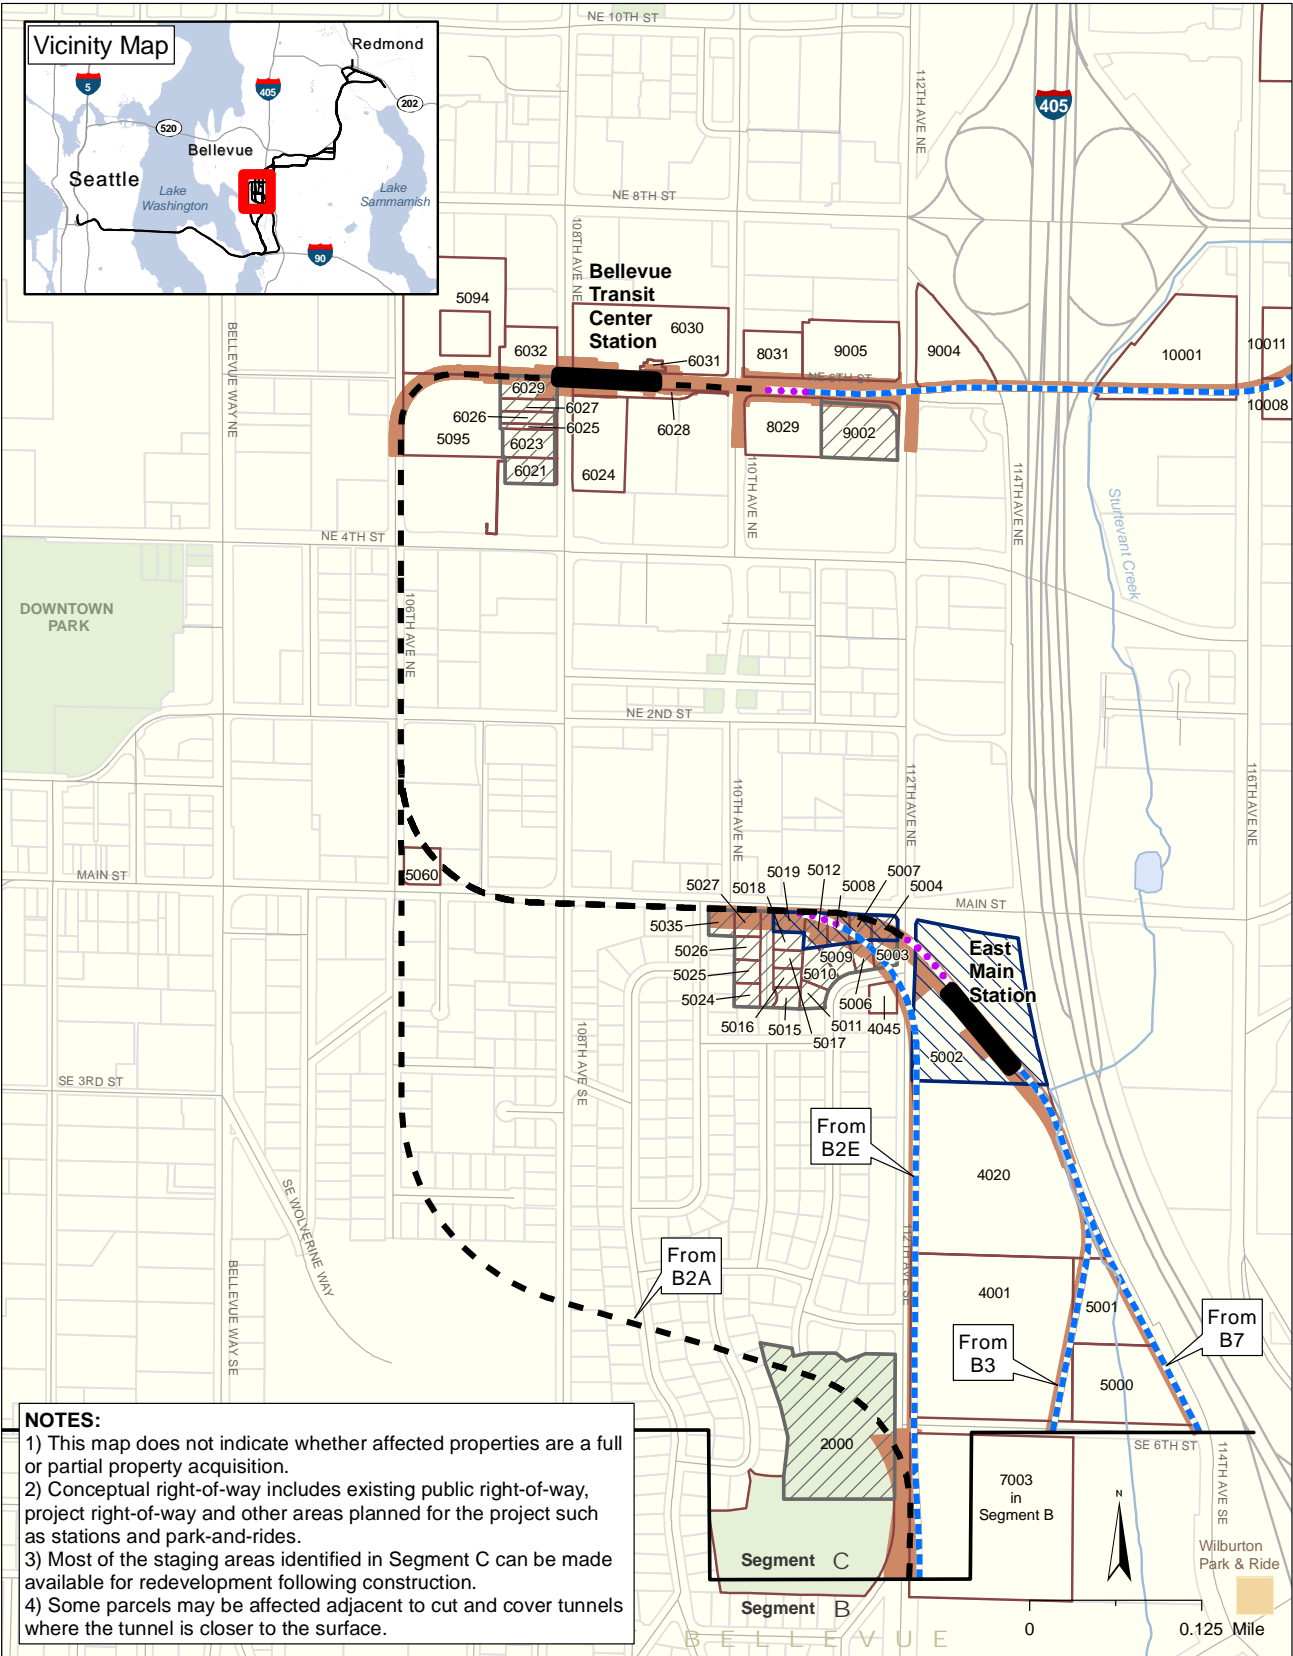 Vicinity Map
Redmond
5
405
202
520
Bellevue
Seattle
Lake
Washington
Lake
Sammamish
90
NE 10TH ST
112TH AVE NE
405
NE 8TH ST
108TH AVE NE
Bellevue
Transit
Center
Station
5094
6030
6032
6031
8031
9005
9004
10001
10011
BELLEVUE WAY NE
NE 6TH ST
6029
6027
6026
6025
6028
10008
5095
6023
8029
9002
6021
6024
110TH AVE NE
114TH AVE NE
Sturtevant Creek
NE 4TH ST
DOWNTOWN
PARK
106TH AVE NE
NE 2ND ST
110TH AVE NE
112TH AVE NE
116TH AVE NE
MAIN ST
5060
5027
5018
5019
5012
5008
5007
5004
MAIN ST
5035
5026
5025
5024
5009
5003
5010
East
Main
Station
5006
5016
5015
5011
4045
5017
5002
108TH AVE SE
SE 3RD ST
From
B2E
4020
SE WOLVERINE WAY
112TH AVE SE
From
B2A
BELLEVUE WAY SE
4001
5001
From
B7
From
B3
5000
2000
SE 6TH ST
114TH AVE SE
7003
in
Segment B
N
NOTES:
1) This map does not indicate whether affected properties are a full
or partial property acquisition.
2) Conceptual right-of-way includes existing public right-of-way,
project right-of-way and other areas planned for the project such
as stations and park-and-rides.
3) Most of the staging areas identified in Segment C can be made
available for redevelopment following construction.
4) Some parcels may be affected adjacent to cut and cover tunnels
where the tunnel is closer to the surface.
Segment C
Segment B
Wilburton
Park & Ride
0
0.125 Mile
BELLEVUE